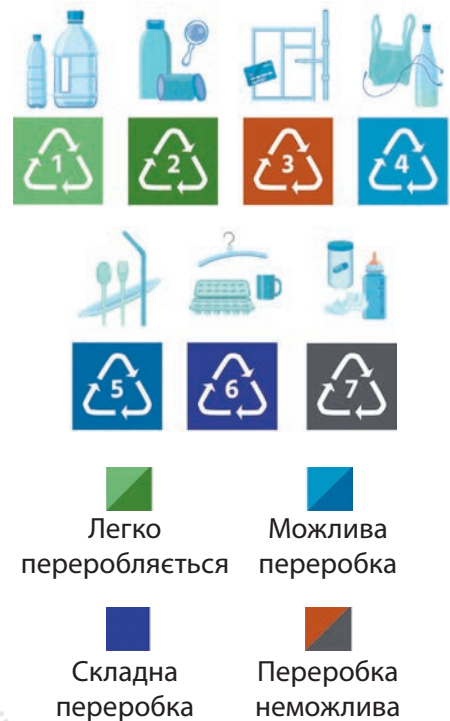 1 2 3 4
5 6 7
Легко Можлива
переробляється переробка
Складна Переробка
переробка неможлива